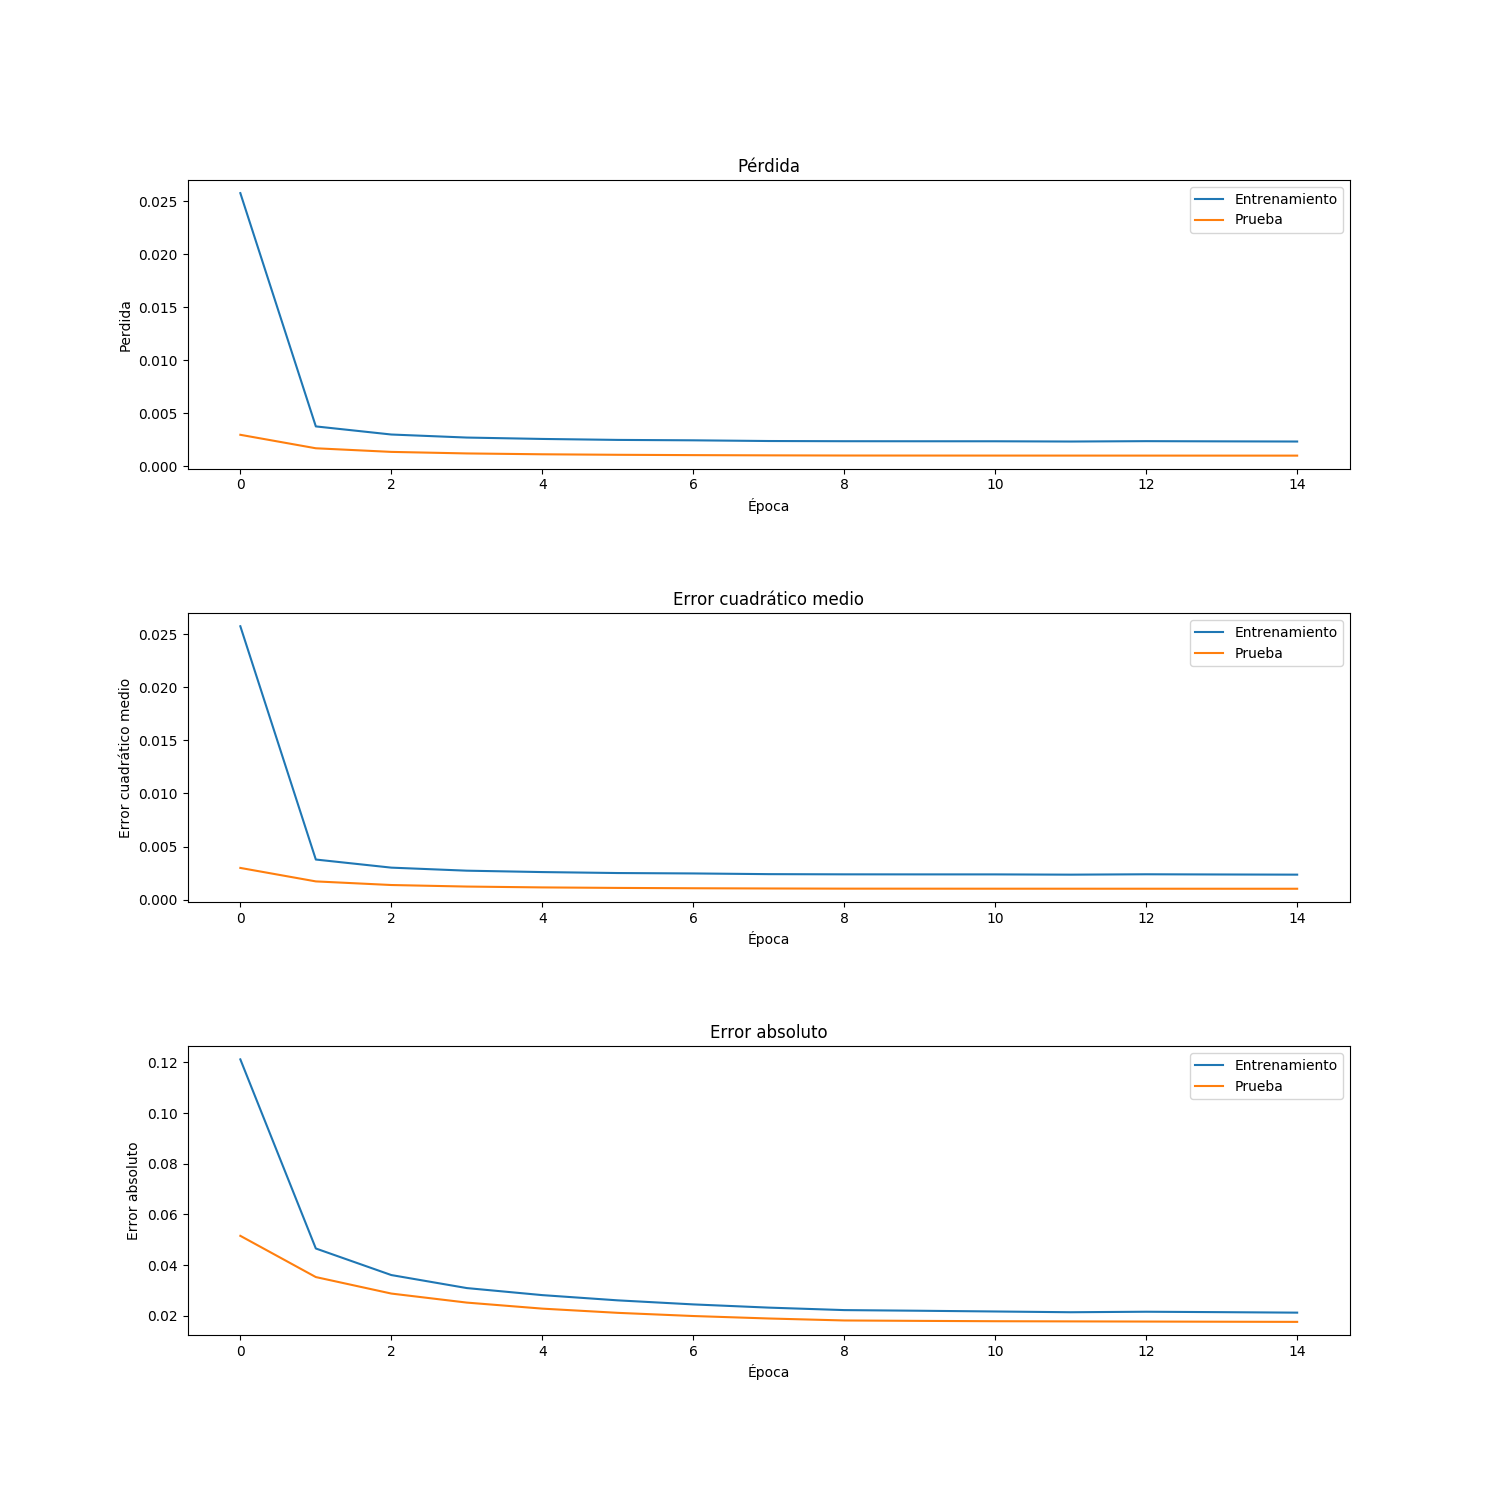 Pérdida
Perdida
0.025
0.020
0.015
0.010
0.005
0.000
Entrenamiento
Prueba
0 2 4 6 8 10 12 14
Época
Error cuadrático medio
Error cuadrático medio
0.025
0.020
0.015
0.010
0.005
0.000
Entrenamiento
Prueba
0 2 4 6 8 10 12 14
Época
Error absoluto
Error absoluto
0.12
0.10
0.08
0.06
0.04
0.02
Entrenamiento
Prueba
0 2 4 6 8 10 12 14
Época